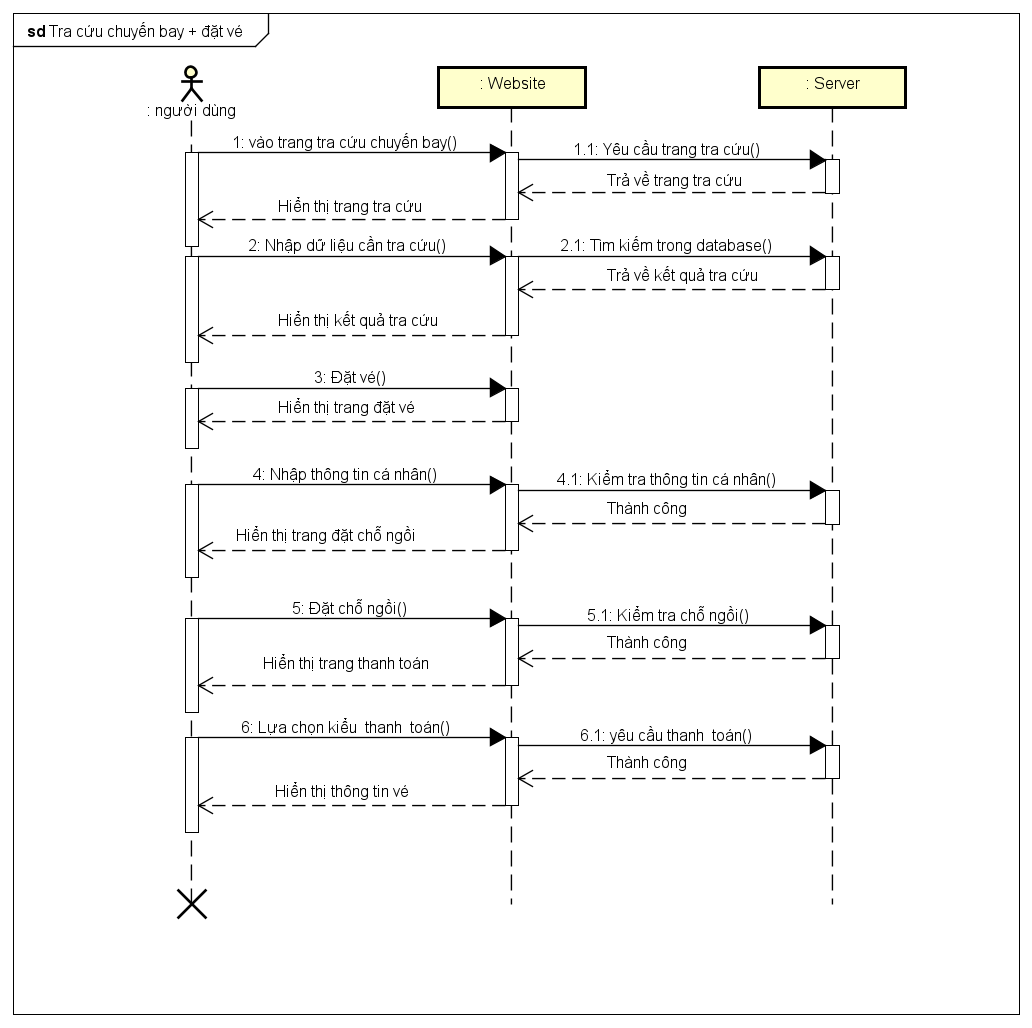 sd Tra cứu chuyến bay + đặt vé
: người dùng
: Website
: Server
1: vào trang tra cứu chuyến bay()
1.1: Yêu cầu trang tra cứu()
Trả về trang tra cứu
Hiển thị trang tra cứu
2: Nhập dữ liệu cần tra cứu()
2.1: Tìm kiếm trong database()
Trả về kết quả tra cứu
Hiển thị kết quả tra cứu
3: Đặt vé()
Hiển thị trang đặt vé
4: Nhập thông tin cá nhân()
4.1: Kiểm tra thông tin cá nhân()
Thành công
Hiển thị trang đặt chỗ ngồi
5: Đặt chỗ ngồi()
5.1: Kiểm tra chỗ ngồi()
Thành công
Hiển thị trang thanh toán
6: Lựa chọn kiểu thanh toán()
6.1: yêu cầu thanh toán()
Thành công
Hiển thị thông tin vé